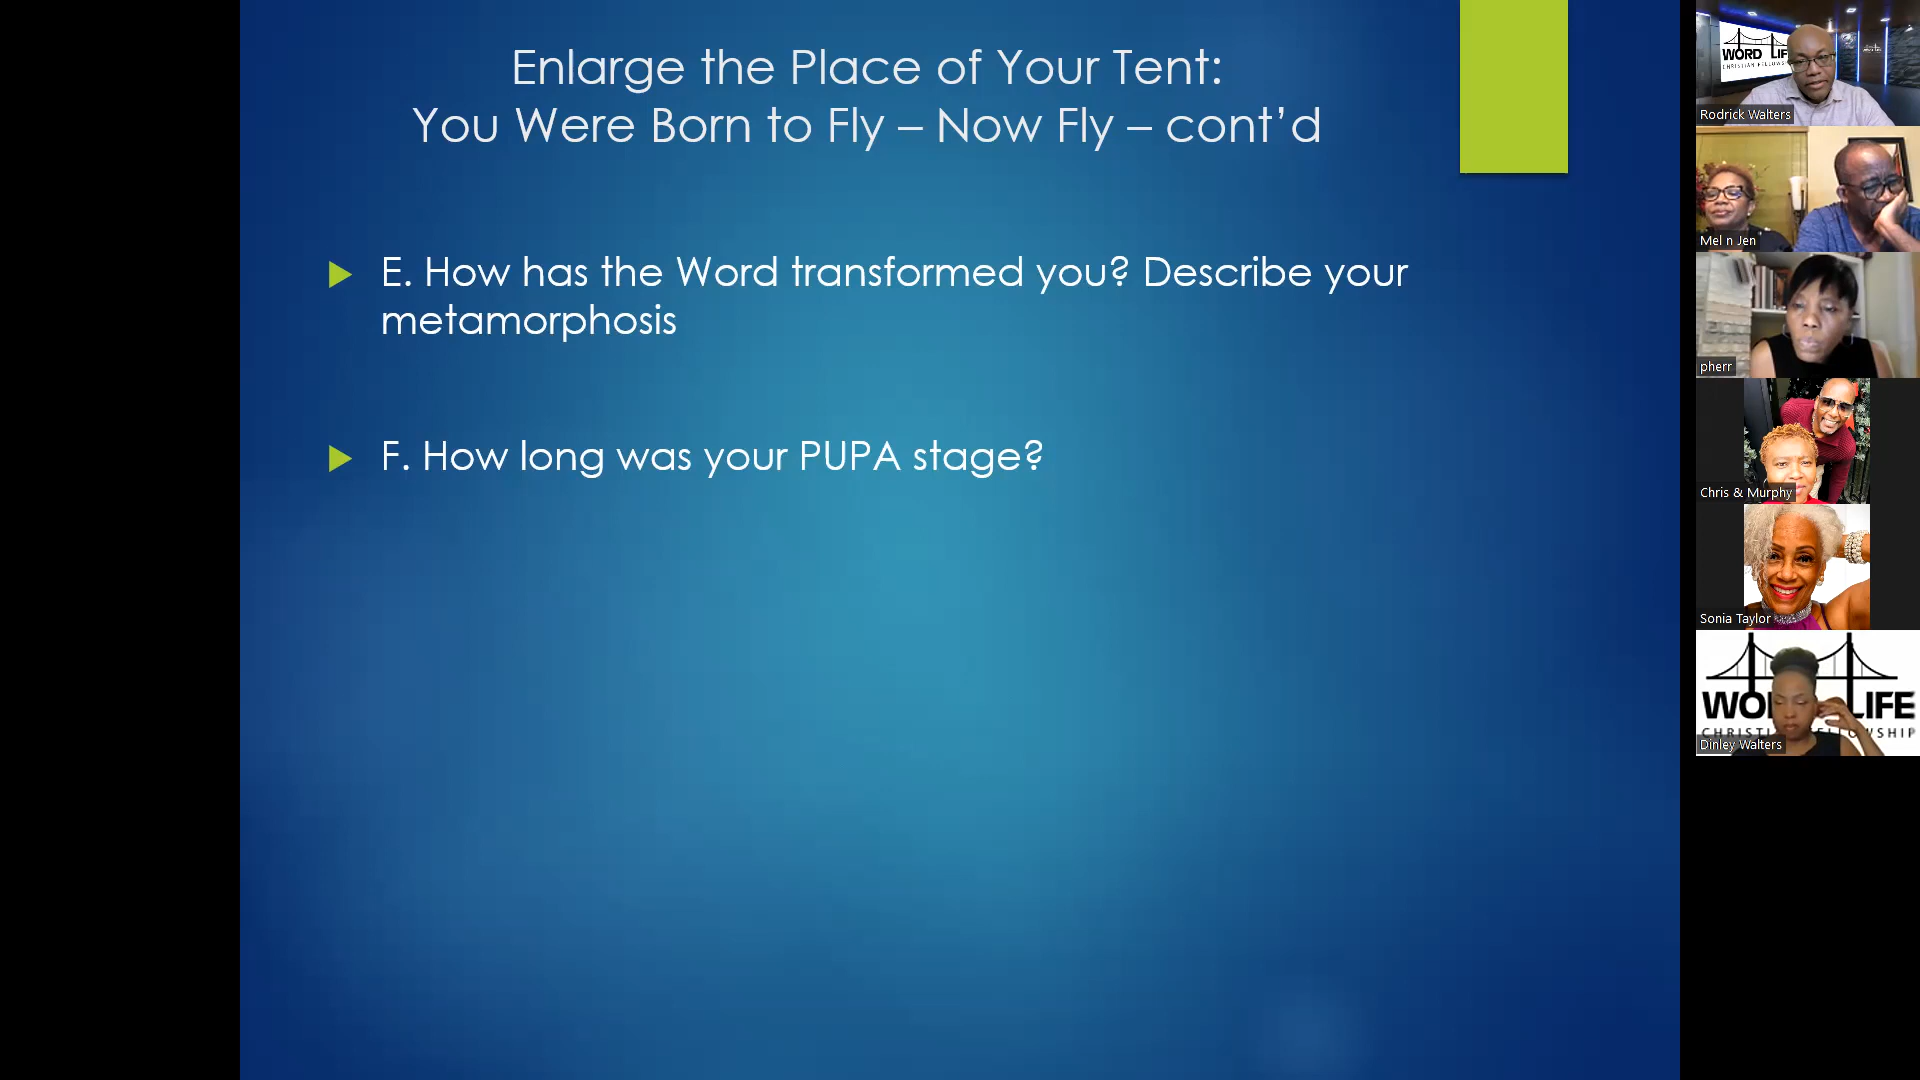 Enlarge the Place of Your Tent:
You Were Born to Fly – Now Fly – cont’d
E. How has the Word transformed you? Describe your
metamorphosis
F. How long was your PUPA stage?
WORD LIF
Rodrick Walters
Mel n Jen
pherr
Chris & Murphy
Sonia Taylor
WO LIFE
Dinley Walters